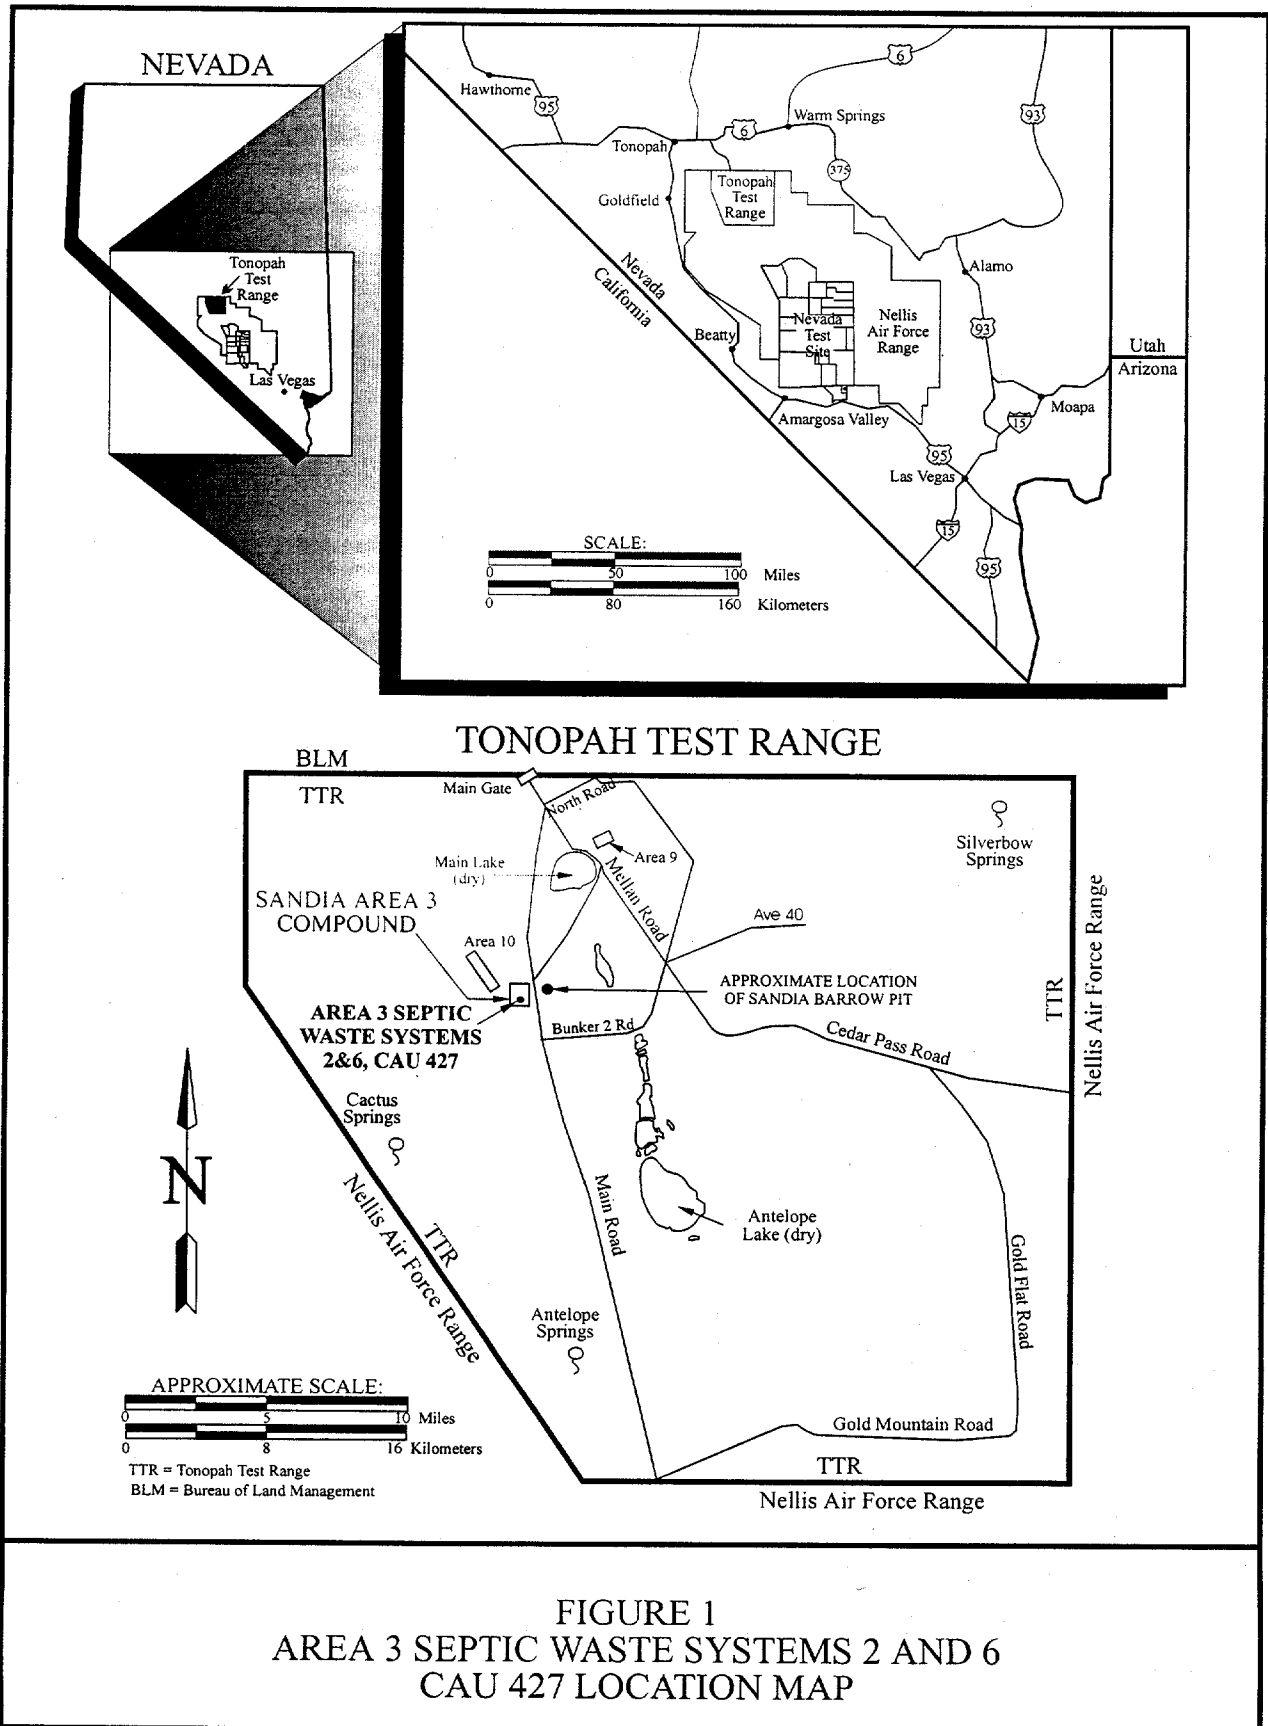 NEVADA
Tonopah
Test
Range
Las Vegas
Hawthorne
95
6
93
Warm Springs
6
Tonopah
375
Goldfield
Tonopah
Test
Range
Nevada
California
Alamo
93
Beatty
Nevada
Test
Site
Nellis
Air Force
Range
Utah
Arizona
Amargosa Valley
Moapa
15
95
Las Vegas
15
95
SCALE:
0 50 100 Miles
0 80 160 Kilometers
TONOPAH TEST RANGE
BLM
TTR
Main Gate
North Road
Silverbow
Springs
Main Lake
(dry)
Area 9
Mellan Road
SANDIA AREA 3
COMPOUND
Ave 40
Area 10
APPROXIMATE LOCATION
OF SANDIA BARROW PIT
TTR
Nellis Air Force Range
AREA 3 SEPTIC
WASTE SYSTEMS
2&6, CAU 427
Bunker 2 Rd
Cedar Pass Road
Cactus
Springs
N
TTR
Nellis Air Force Range
Main Road
Antelope
Lake (dry)
Gold Flat Road
Antelope
Springs
APPROXIMATE SCALE:
0 5 10 Miles
0 8 16 Kilometers
TTR = Tonopah Test Range
BLM = Bureau of Land Management
Gold Mountain Road
TTR
Nellis Air Force Range
FIGURE 1
AREA 3 SEPTIC WASTE SYSTEMS 2 AND 6
CAU 427 LOCATION MAP